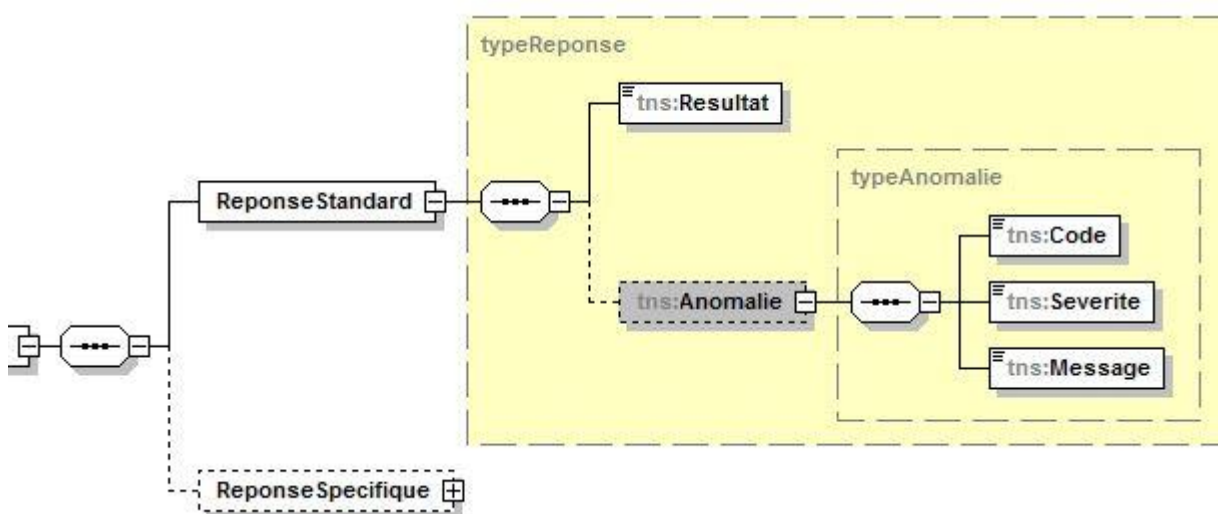 typeReponse
tns:Resultat
typeAnomalie
ReponseStandard
tns:Code
tns:Anomalie
tns:Severite
tns:Message
ReponseSpecifique